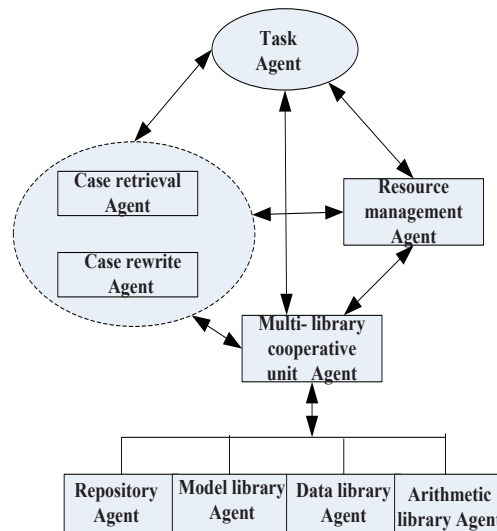 Task
Agent
Case retrieval
Agent
Resource
management
Agent
Case rewrite
Agent
Multi- library
cooperative
unit Agent
Repository
Agent
Model library
Agent
Data library
Agent
Arithmetic
library Agent